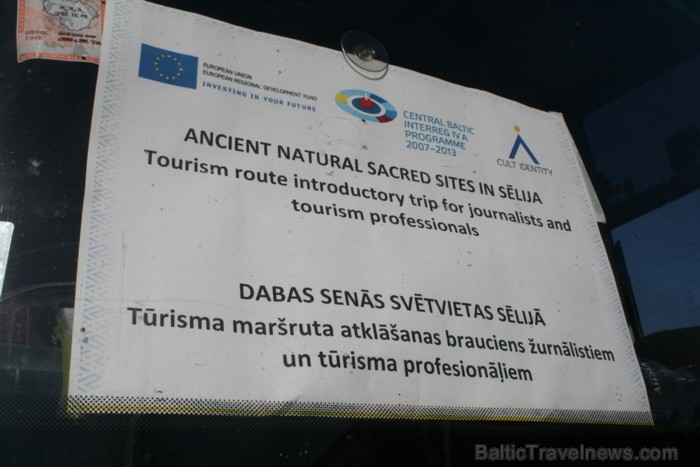 EUROPEAN UNION
EUROPEAN REGIONAL DEVELOPMENT FUND
INVESTING IN YOUR FUTURE
CENTRAL BALTIC
INTERREG IV A
PROGRAMME
2007–2013
CULT IDENTITY
ANCIENT NATURAL SACRED SITES IN SĒLIJA
Tourism route introductory trip for journalists and
tourism professionals
DABAS SENĀS SVĒTVIETAS SĒLIJĀ
Tūrisma maršruta atklāšanas brauciens žurnālistiem
un tūrisma profesionāļiem
BalticTravelnews.com